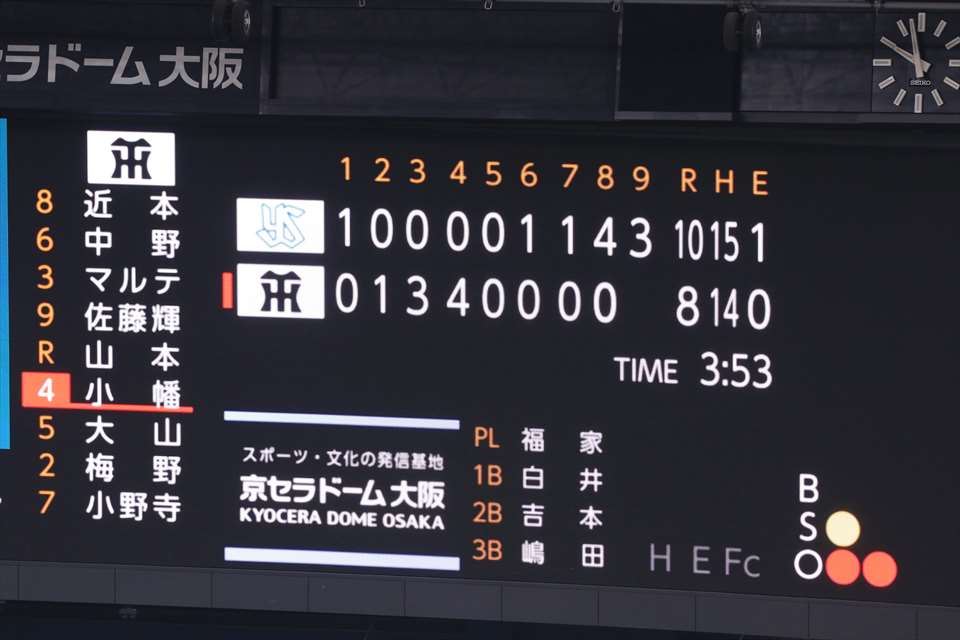 セラドーム 大阪
SEIKO
8 近本
6 中野
3 マルテ
9 佐藤輝
R 山本
4 小幡
5 大山
2 梅野
7 小野寺
1 2 3 4 5 6 7 8 9 R H E
YS 1 0 0 0 0 1 1 4 3 10 15 1
TH 0 1 3 4 0 0 0 0 8 14 0
TIME 3:53
スポーツ・文化の発信基地
京セラドーム 大阪
KYOCERA DOME OSAKA
PL 福家
1B 白井
2B 吉本
3B 嶋田
H E Fc
B
S
O